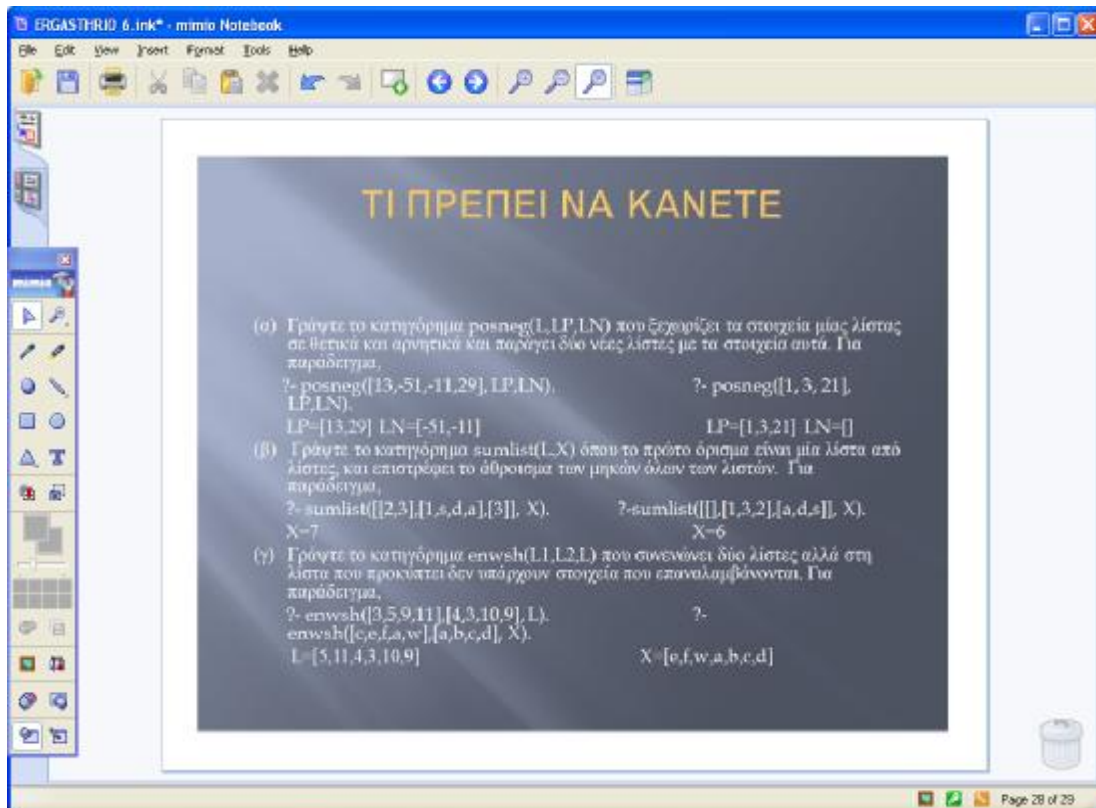 ERGASTHRIO 6.ink* - mimio Notebook
File Edit View Insert Format Tools Help
mimio
ΤΙ ΠΡΕΠΕΙ ΝΑ ΚΑΝΕΤΕ
(α) Γράψτε το κατηγόρημα posneg(L,LP,LN) που ξεχωρίζει τα στοιχεία μίας λίστας
σε θετικά και αρνητικά και παράγει δύο νέες λίστες με τα στοιχεία αυτά. Για
παράδειγμα,
?- posneg([13,-51,-11,29], LP,LN). ?- posneg([1, 3, 21],
LP,LN).
LP=[13,29] LN=[-51,-11] LP=[1,3,21] LN=[]
(β) Γράψτε το κατηγόρημα sumlist(L,X) όπου το πρώτο όρισμα είναι μία λίστα από
λίστες, και επιστρέφει το άθροισμα των μηκών όλων των λιστών. Για
παράδειγμα,
?- sumlist([[2,3],[1,s,d,a],[3]], X). ?-sumlist([[],[1,3,2],[a,d,s]], X).
X=7 X=6
(γ) Γράψτε το κατηγόρημα enwsh(L1,L2,L) που συνενώνει δύο λίστες αλλά στη
λίστα που προκύπτει δεν υπάρχουν στοιχεία που επαναλαμβάνονται. Για
παράδειγμα,
?- enwsh([3,5,9,11],[4,3,10,9], L). ?-
enwsh([c,e,f,a,w],[a,b,c,d], X).
L=[5,11,4,3,10,9] X=[e,f,w,a,b,c,d]
Page 28 of 29